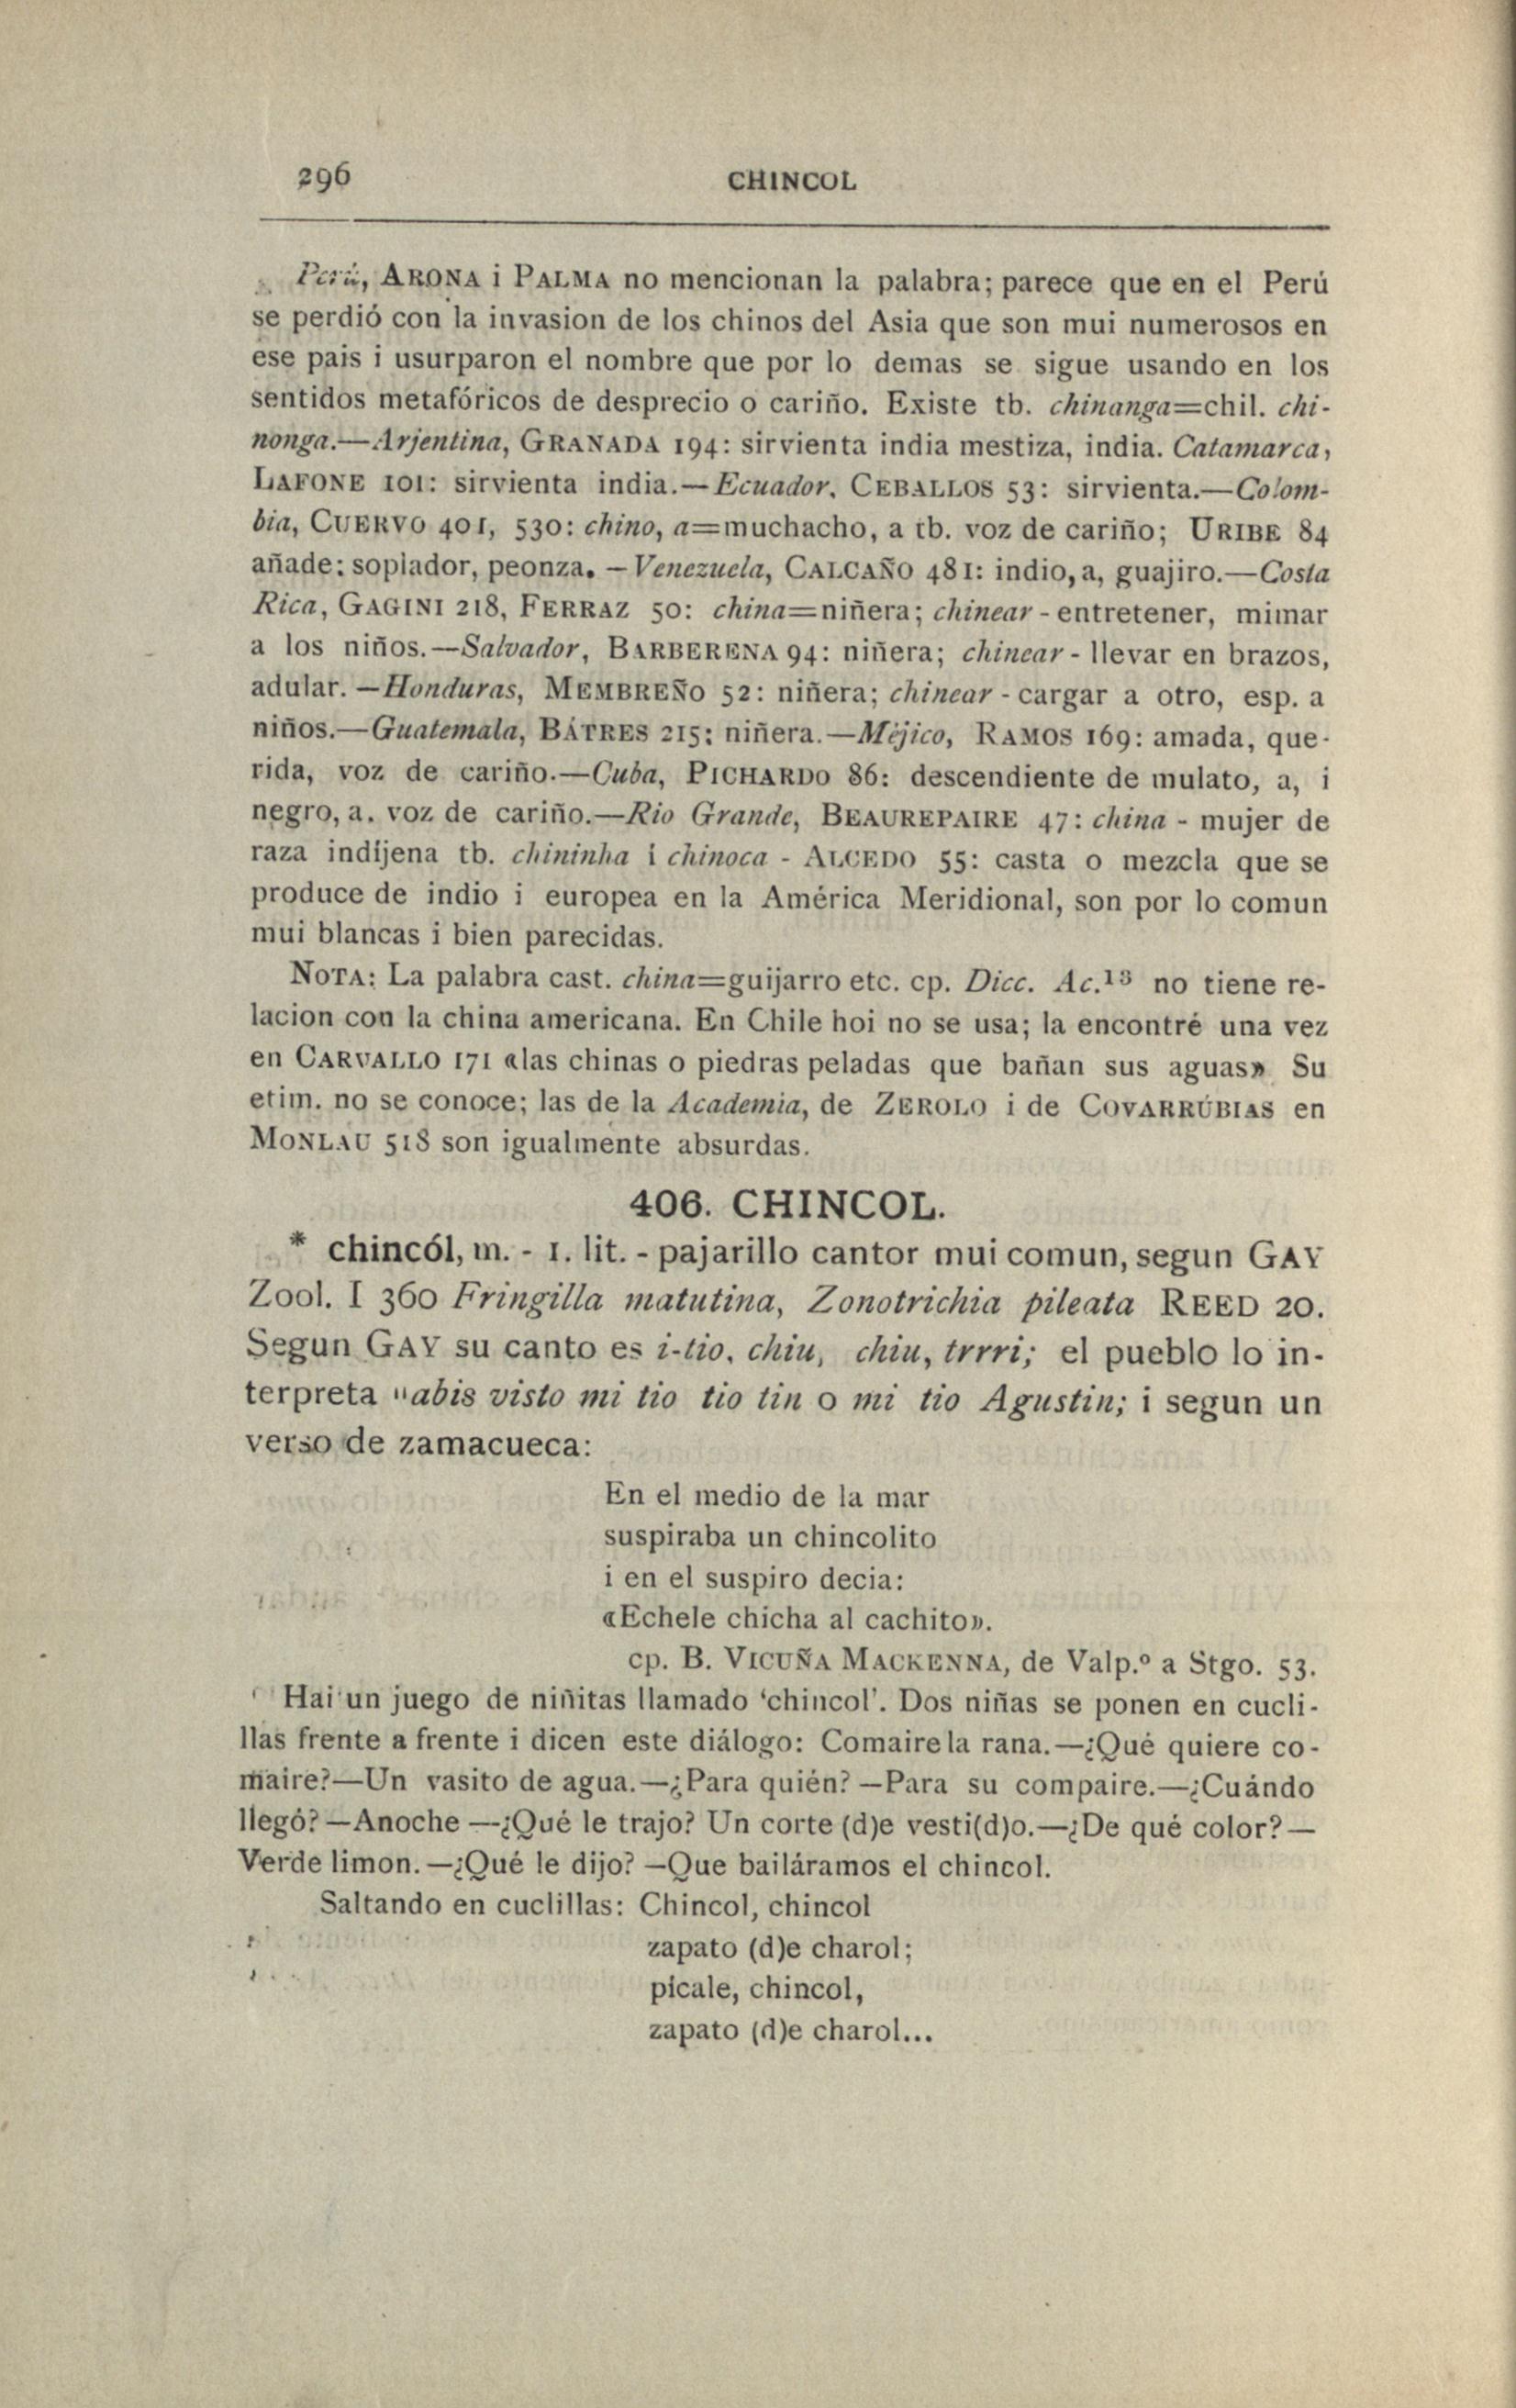 296
CHINCOL
Perú, ARONA i PALMA no mencionan la palabra; parece que en el Perú
se perdió con la invasion de los chinos del Asia que son mui numerosos en
ese pais i usurparon el nombre que por lo demas se sigue usando en los
sentidos metafóricos de desprecio o cariño. Existe tb. chinanga=chil. chi-
nonga.—Arjentina, GRANADA 194: sirvienta india mestiza, india. Catamarca,
LAFONE 101: sirvienta india.—Ecuador, CEBALLOS 53: sirvienta.—Colom-
bia, CUERVO 401, 530: chino, a=muchacho, a tb. voz de cariño; URIBE 84
añade: soplador, peonza. —Venezuela, CALCAÑO 481: indio, a, guajiro.—Costa
Rica, GAGINI 218, FERRAZ 50: china=niñera; chinear - entretener, mimar
a los niños.—Salvador, BARBERENA 94: niñera; chinear - llevar en brazos,
adular. —Honduras, MEMBREÑO 52: niñera; chinear - cargar a otro, esp. a
niños.—Guatemala, BÁTRES 215: niñera.—Méjico, RAMOS 169: amada, que-
rida, voz de cariño.—Cuba, PICHARDO 86: descendiente de mulato, a, i
negro, a. voz de cariño.—Rio Grande, BEAUREPAIRE 47: china - mujer de
raza indíjena tb. chininha i chinoca - ALCEDO 55: casta o mezcla que se
produce de indio i europea en la América Meridional, son por lo comun
mui blancas i bien parecidas.
NOTA: La palabra cast. china=guijarro etc. cp. Dicc. Ac.¹³ no tiene re-
lacion con la china americana. En Chile hoi no se usa; la encontré una vez
en CARVALLO 171 «las chinas o piedras peladas que bañan sus aguas» Su
etim. no se conoce; las de la Academia, de ZEROLO i de COVARRÚBIAS en
MONLAU 518 son igualmente absurdas.
406. CHINCOL.
* chincól, m. - 1. lit. - pajarillo cantor mui comun, segun GAY
Zool. I 360 Fringilla matutina, Zonotrichia pileata REED 20.
Segun GAY su canto es i-tio, chiu, chiu, trrri; el pueblo lo in-
terpreta "abis visto mi tio tio tin o mi tio Agustin; i segun un
verso de zamacueca:
En el medio de la mar
suspiraba un chincolito
i en el suspiro decia:
«Echele chicha al cachito».
cp. B. VICUÑA MACKENNA, de Valp.º a Stgo. 53.
Hai un juego de niñitas llamado ‘chincol’. Dos niñas se ponen en cucli-
llas frente a frente i dicen este diálogo: Comaire la rana.—¿Qué quiere co-
maire?—Un vasito de agua.—¿Para quién? —Para su compaire.—¿Cuándo
llegó? —Anoche —¿Qué le trajo? Un corte (d)e vesti(d)o.—¿De qué color?—
Verde limon. —¿Qué le dijo? —Que bailáramos el chincol.
Saltando en cuclillas: Chincol, chincol
zapato (d)e charol;
pícale, chincol,
zapato (d)e charol...